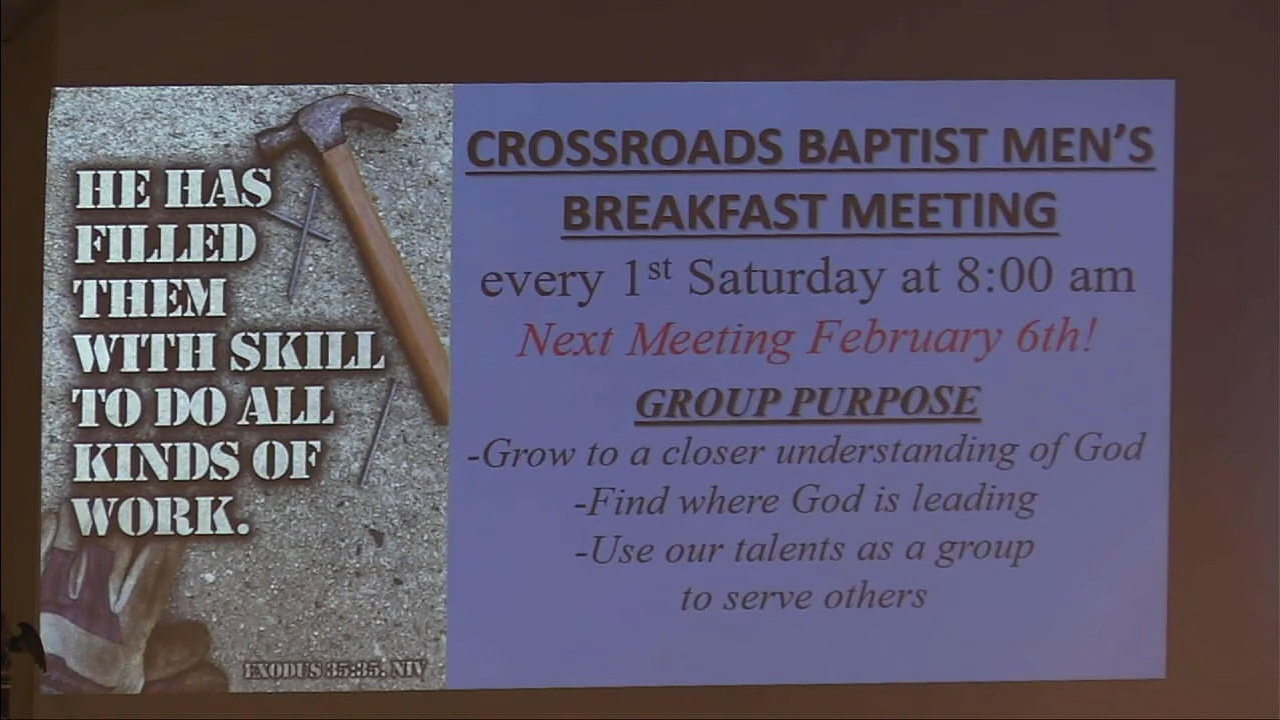 HE HAS
FILLED
THEM
WITH SKILL
TO DO ALL
KINDS OF
WORK.
EXODUS 35:35. NIV
CROSSROADS BAPTIST MEN'S
BREAKFAST MEETING
every 1st Saturday at 8:00 am
Next Meeting February 6th!
GROUP PURPOSE
-Grow to a closer understanding of God
-Find where God is leading
-Use our talents as a group
to serve others